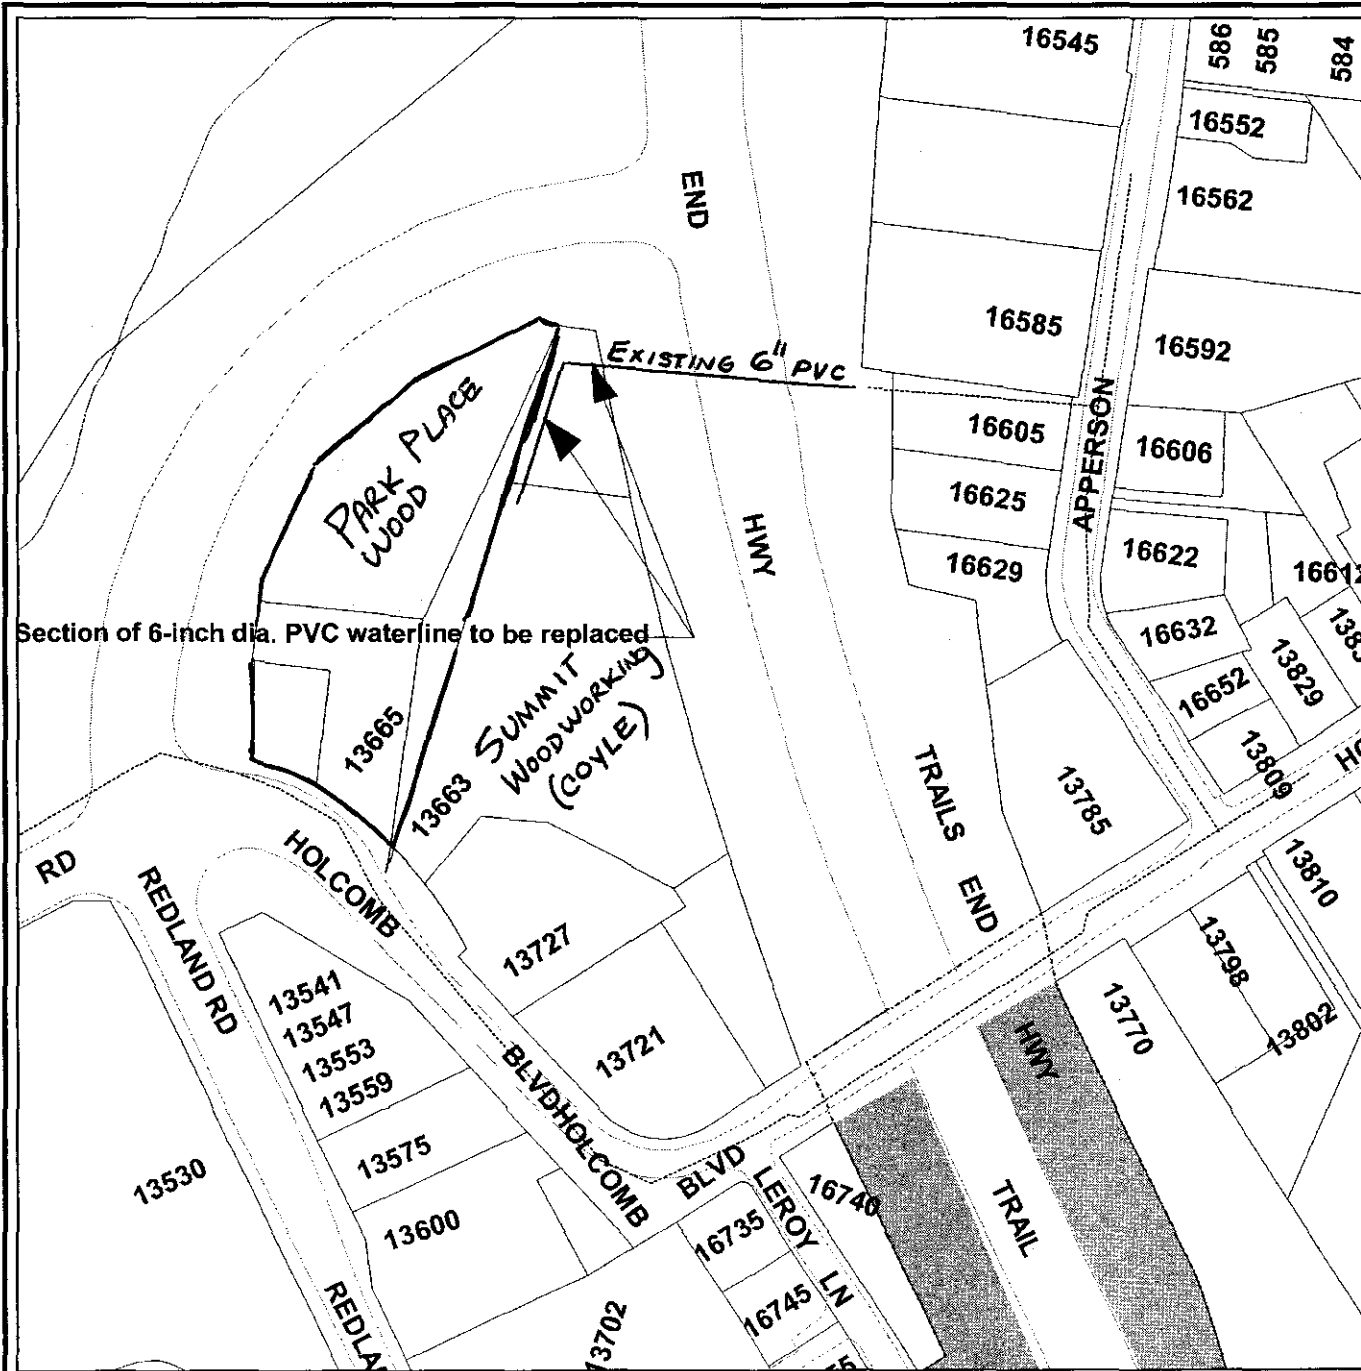 16545
586
585
584
16552
16562
END
16585
16592
EXISTING 6" PVC
16605
16606
APPERSON
PARK PLACE
WOOD
16625
HWY
16622
16629
16632
13829
Section of 6-inch dia. PVC waterline to be replaced
16652
13665
13663
SUMMIT
WOODWORKING
(COYLE)
TRAILS
END
13785
13809
HOLCOMB
RD
REDLAND RD
13810
13727
13798
13541
13547
13553
13559
13721
HWY
13770
13802
BLVD
HOLCOMB
BLVD
13575
13530
LEROY
LN
16740
TRAIL
13600
16735
16745
13702